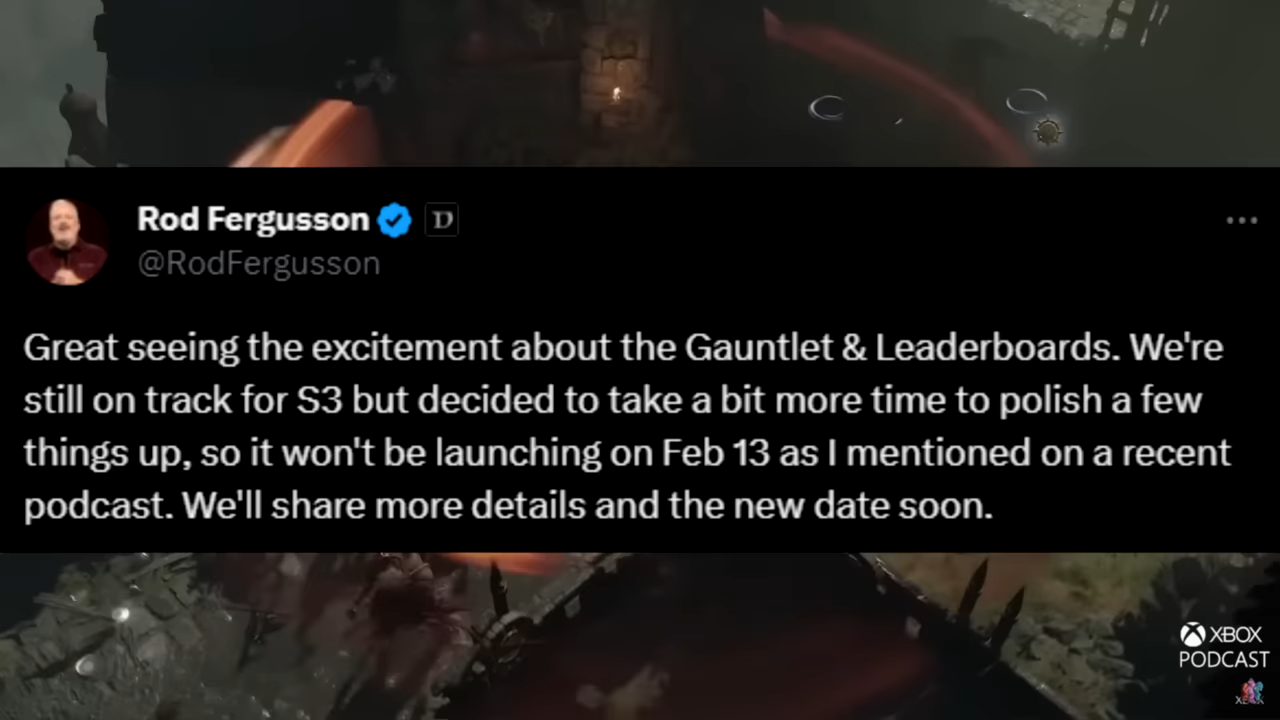 Rod Fergusson D
@RodFergusson
Great seeing the excitement about the Gauntlet & Leaderboards. We're
still on track for S3 but decided to take a bit more time to polish a few
things up, so it won't be launching on Feb 13 as I mentioned on a recent
podcast. We'll share more details and the new date soon.
XBOX
PODCAST